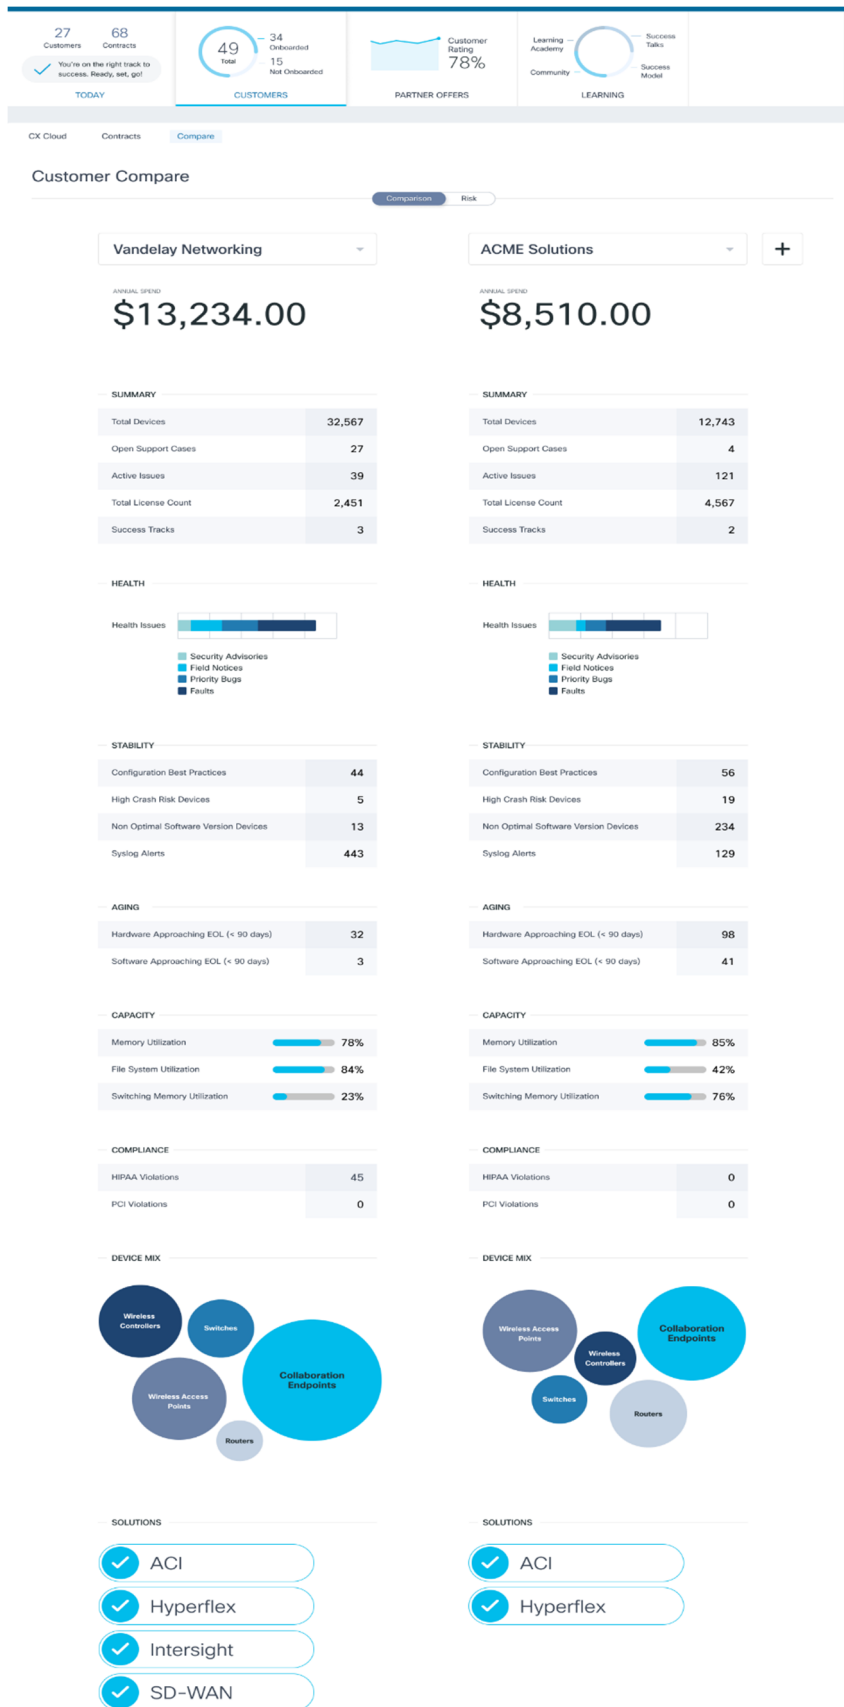 27 68
Customers Contracts
You're on the right track to
success. Ready, set, go!
TODAY
49
Total
34
Onboarded
15
Not Onboarded
CUSTOMERS
Customer
Rating
78%
PARTNER OFFERS
Learning
Academy
Community
Success
Talks
Success
Model
LEARNING
CX Cloud Contracts Compare
Customer Compare
Comparison Risk
Vandelay Networking
ANNUAL SPEND
$13,234.00
SUMMARY
Total Devices 32,567
Open Support Cases 27
Active Issues 39
Total License Count 2,451
Success Tracks 3
HEALTH
Health Issues
Security Advisories
Field Notices
Priority Bugs
Faults
STABILITY
Configuration Best Practices 44
High Crash Risk Devices 5
Non Optimal Software Version Devices 13
Syslog Alerts 443
AGING
Hardware Approaching EOL (< 90 days) 32
Software Approaching EOL (< 90 days) 3
CAPACITY
Memory Utilization 78%
File System Utilization 84%
Switching Memory Utilization 23%
COMPLIANCE
HIPAA Violations 45
PCI Violations 0
DEVICE MIX
Wireless
Controllers
Switches
Collaboration
Endpoints
Wireless Access
Points
Routers
SOLUTIONS
ACI
Hyperflex
Intersight
SD-WAN
ACME Solutions
ANNUAL SPEND
$8,510.00
SUMMARY
Total Devices 12,743
Open Support Cases 4
Active Issues 121
Total License Count 4,567
Success Tracks 2
HEALTH
Health Issues
Security Advisories
Field Notices
Priority Bugs
Faults
STABILITY
Configuration Best Practices 56
High Crash Risk Devices 19
Non Optimal Software Version Devices 234
Syslog Alerts 129
AGING
Hardware Approaching EOL (< 90 days) 98
Software Approaching EOL (< 90 days) 41
CAPACITY
Memory Utilization 85%
File System Utilization 42%
Switching Memory Utilization 76%
COMPLIANCE
HIPAA Violations 0
PCI Violations 0
DEVICE MIX
Wireless Access
Points
Collaboration
Endpoints
Wireless
Controllers
Switches
Routers
SOLUTIONS
ACI
Hyperflex